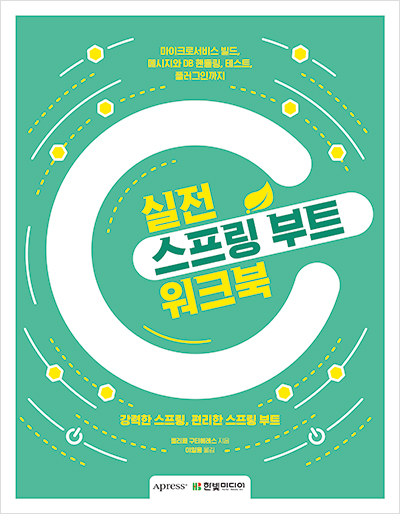 마이크로서비스 빌드,
메시지와 DB 핸들링, 테스트,
플러그인까지
실전
스프링 부트
워크북
강력한 스프링, 편리한 스프링 부트
펠리페 구티에레스 지음
이일웅 옮김
Apress®
HB 한빛미디어